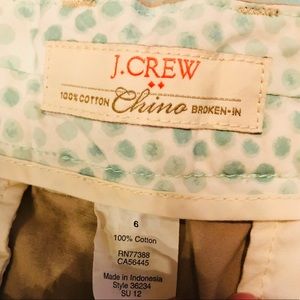 J.CREW
100% COTTON Chino BROKEN-IN
6
100% Cotton
RN77388
CA56445
Made in Indonesia
Style 36234
SU 12